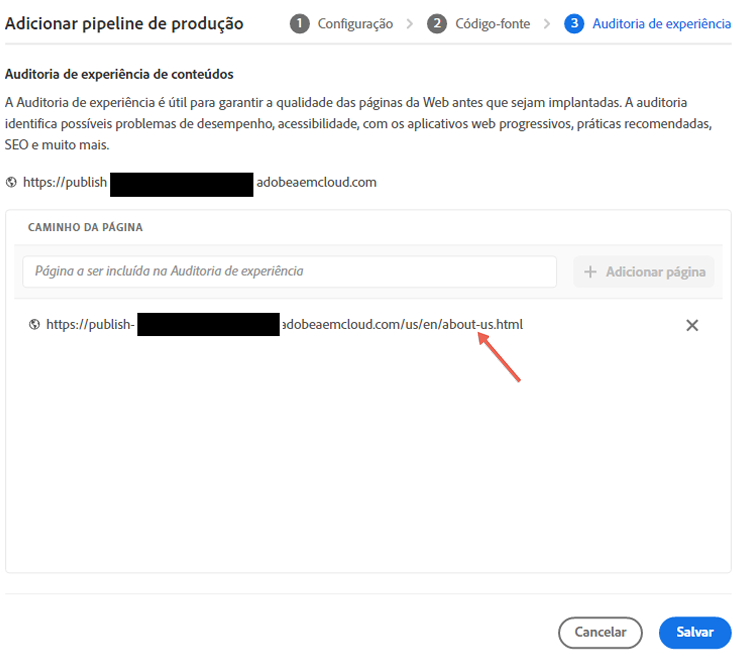 Adicionar pipeline de produção
1 Configuração > 2 Código-fonte > 3 Auditoria de experiência
Auditoria de experiência de conteúdos
A Auditoria de experiência é útil para garantir a qualidade das páginas da Web antes que sejam implantadas. A auditoria
identifica possíveis problemas de desempenho, acessibilidade, com os aplicativos web progressivos, práticas recomendadas,
SEO e muito mais.
https://publish adobeaemcloud.com
CAMINHO DA PÁGINA
Página a ser incluída na Auditoria de experiência
+ Adicionar página
https://publish- adobeaemcloud.com/us/en/about-us.html
Cancelar
Salvar